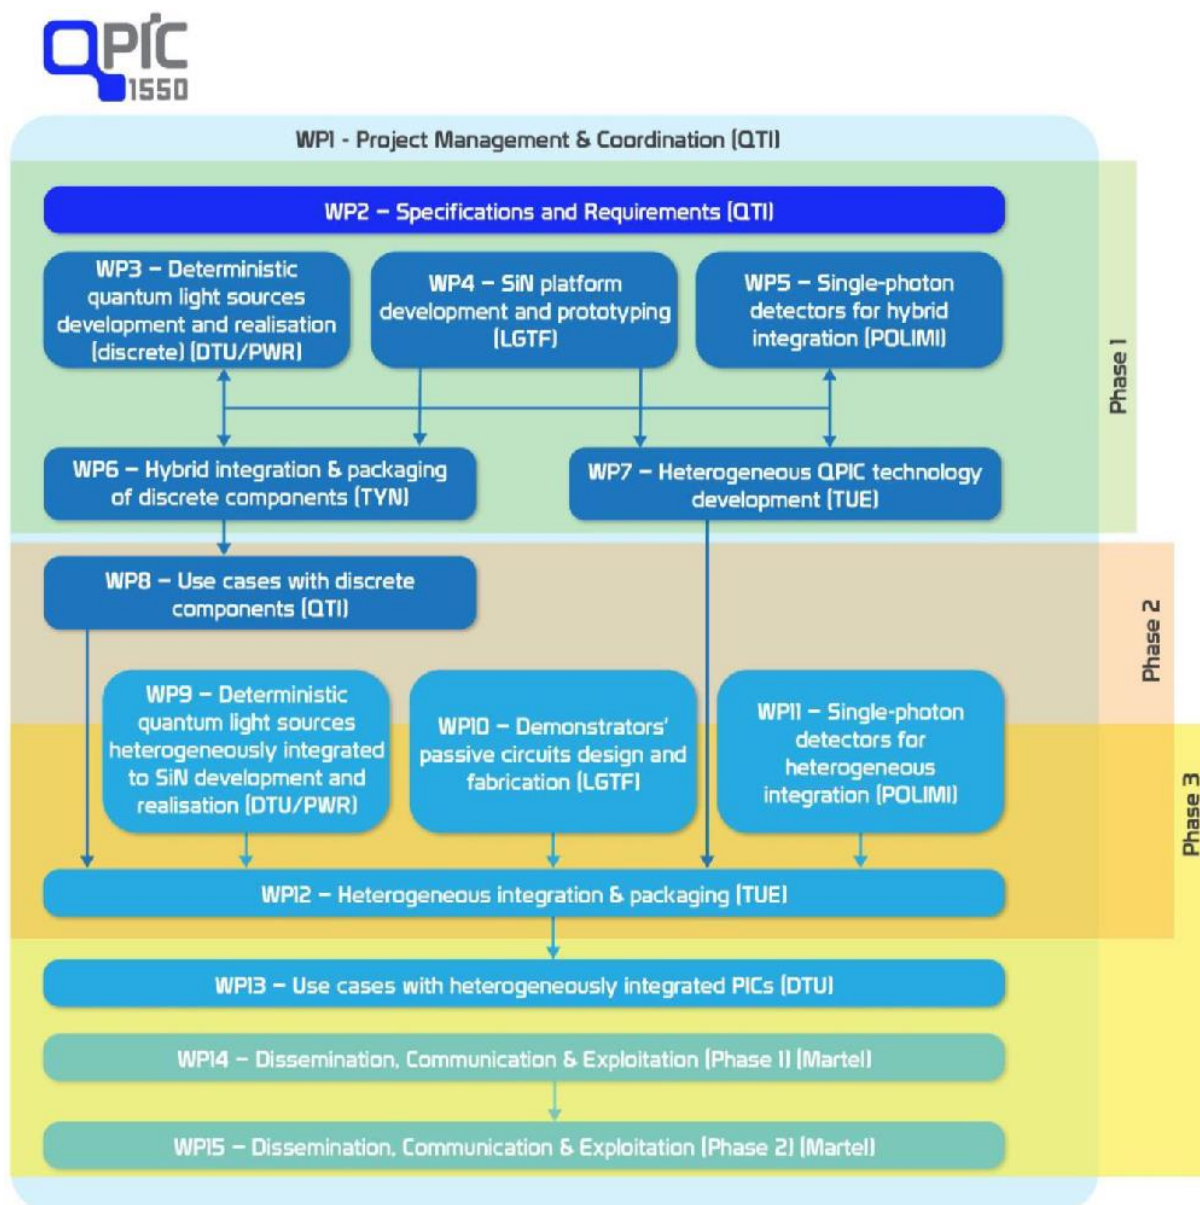 QPIC
1550
WP1 - Project Management & Coordination (QTI)
WP2 – Specifications and Requirements (QTI)
WP3 – Deterministic
quantum light sources
development and realisation
(discrete) (DTU/PWR)
WP4 – SiN platform
development and prototyping
(LGTF)
WP5 – Single-photon
detectors for hybrid
integration (POLIMI)
Phase 1
WP6 – Hybrid integration & packaging
of discrete components (TYN)
WP7 – Heterogeneous QPIC technology
development (TUE)
WP8 – Use cases with discrete
components (QTI)
Phase 2
WP9 – Deterministic
quantum light sources
heterogeneously integrated
to SiN development and
realisation (DTU/PWR)
WP10 – Demonstrators'
passive circuits design and
fabrication (LGTF)
WP11 – Single-photon
detectors for
heterogeneous
integration (POLIMI)
Phase 3
WP12 – Heterogeneous integration & packaging (TUE)
WP13 – Use cases with heterogeneously integrated PICs (DTU)
WP14 – Dissemination, Communication & Exploitation (Phase 1) (Martel)
WP15 – Dissemination, Communication & Exploitation (Phase 2) (Martel)